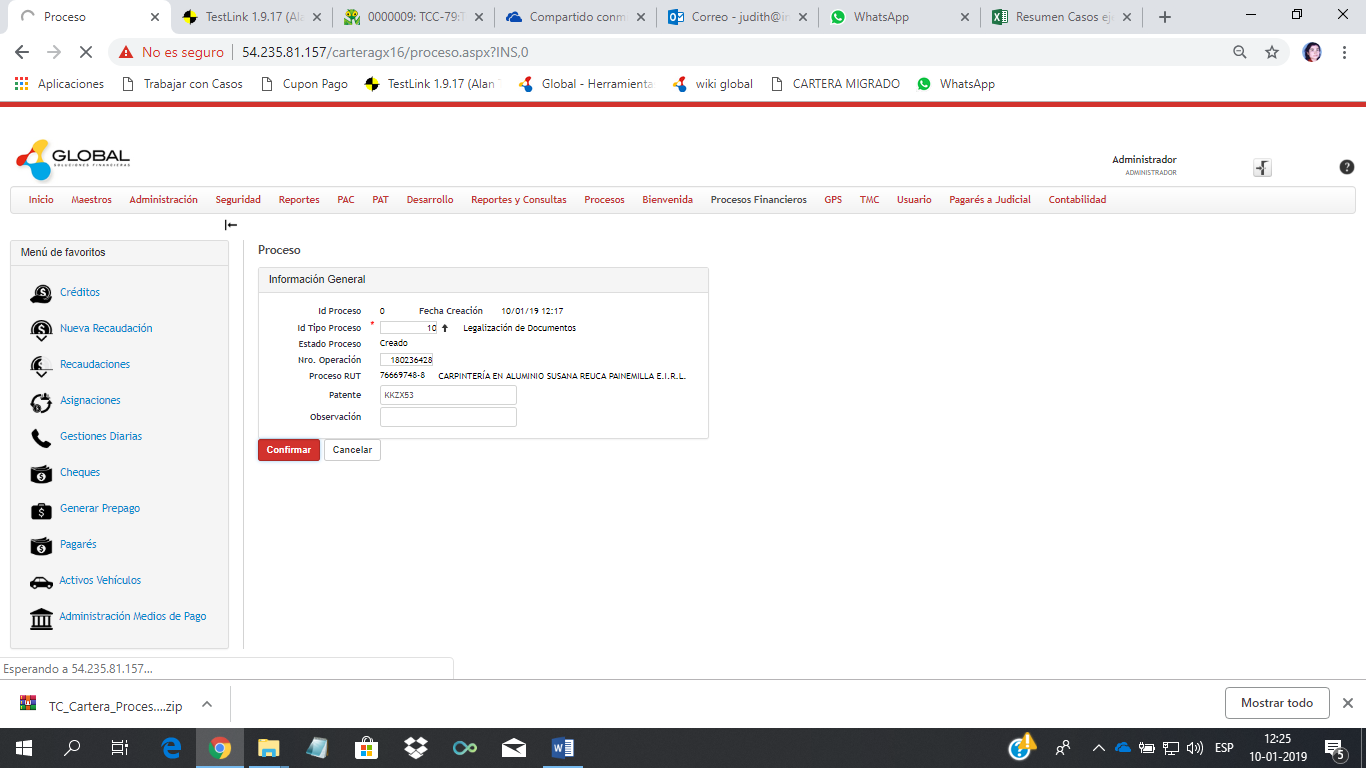 Proceso
TestLink 1.9.17 (Ala
0000009: TCC-79:T
Compartido conm
Correo - judith@in
WhatsApp
Resumen Casos eje
No es seguro 54.235.81.157/carteragx16/proceso.aspx?INS,0
Aplicaciones Trabajar con Casos Cupon Pago TestLink 1.9.17 (Alan Global - Herramienta wiki global CARTERA MIGRADO WhatsApp
GLOBAL
SOLUCIONES FINANCIERAS
Administrador
ADMINISTRADOR
Inicio Maestros Administración Seguridad Reportes PAC PAT Desarrollo Reportes y Consultas Procesos Bienvenida Procesos Financieros GPS TMC Usuario Pagarés a Judicial Contabilidad
Menú de favoritos
Créditos
Nueva Recaudación
Recaudaciones
Asignaciones
Gestiones Diarias
Cheques
Generar Prepago
Pagarés
Activos Vehículos
Administración Medios de Pago
Proceso
Información General
Id Proceso 0 Fecha Creación 10/01/19 12:17
Id Tipo Proceso * 10 Legalización de Documentos
Estado Proceso Creado
Nro. Operación 180236428
Proceso RUT 76669748-8 CARPINTERÍA EN ALUMINIO SUSANA REUCA PAINEMILLA E.I.R.L.
Patente KKZX53
Observación
Confirmar Cancelar
Esperando a 54.235.81.157...
TC_Cartera_Proces....zip
Mostrar todo
ESP
12:25
10-01-2019
5